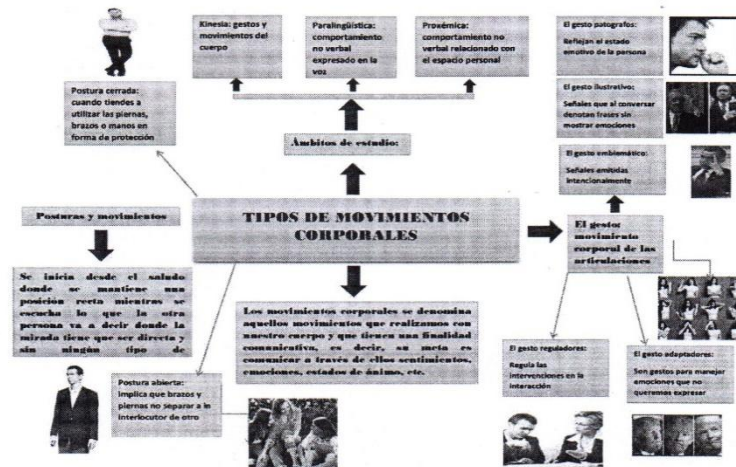 Kinesia: gestos y
movimientos del
cuerpo
Paralingüística:
comportamiento
no verbal
expresado en la
voz
Proxémica:
comportamiento no
verbal relacionado con
el espacio personal
El gesto patografos:
Reflejan el estado
emotivo de la persona
Postura cerrada:
cuando tiendes a
utilizar las piernas,
brazos o manos en
forma de protección
El gesto ilustrativo:
Señales que al conversar
denotan frases sin
mostrar emociones
Ámbitos de estudio:
El gesto emblemático:
Señales emitidas
intencionalmente
Posturas y movimientos
TIPOS DE MOVIMIENTOS
CORPORALES
El gesto:
movimiento
corporal de las
articulaciones
Se inicia desde el saludo
donde se mantiene una
posición recta mientras se
escucha lo que la otra
persona va a decir donde la
mirada tiene que ser directa y
sin ningún tipo de
Los movimientos corporales se denomina
aquellos movimientos que realizamos con
nuestro cuerpo y que tienen una finalidad
comunicativa, es decir, su meta es
comunicar a través de ellos sentimientos,
emociones, estados de ánimo, etc.
Postura abierta:
Implica que brazos y
piernas no separar a in
interlocutor de otro
El gesto reguladores:
Regula las
intervenciones en la
interacción
El gesto adaptadores:
Son gestos para manejar
emociones que no
queremos expresar